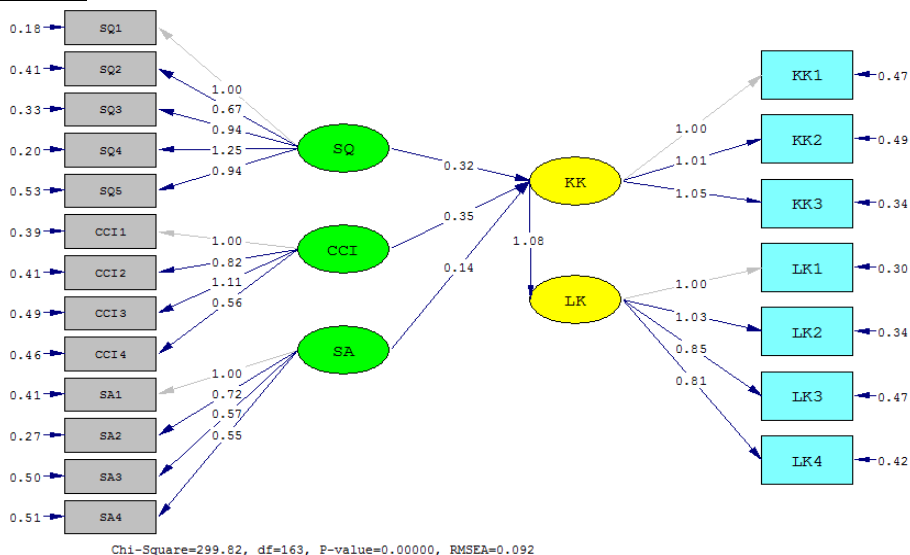 0.18 SQ1
0.41 SQ2
0.33 SQ3
0.20 SQ4
0.53 SQ5
0.39 CCI1
0.41 CCI2
0.49 CCI3
0.46 CCI4
0.41 SA1
0.27 SA2
0.50 SA3
0.51 SA4
1.00
0.67
0.94
1.25
0.94
1.00
0.82
1.11
0.56
1.00
0.72
0.57
0.55
SQ
CCI
SA
0.32
0.35
0.14
KK
1.08
LK
1.00
1.01
1.05
1.00
1.03
0.85
0.81
KK1 0.47
KK2 0.49
KK3 0.34
LK1 0.30
LK2 0.34
LK3 0.47
LK4 0.42
Chi-Square=299.82, df=163, P-value=0.00000, RMSEA=0.092